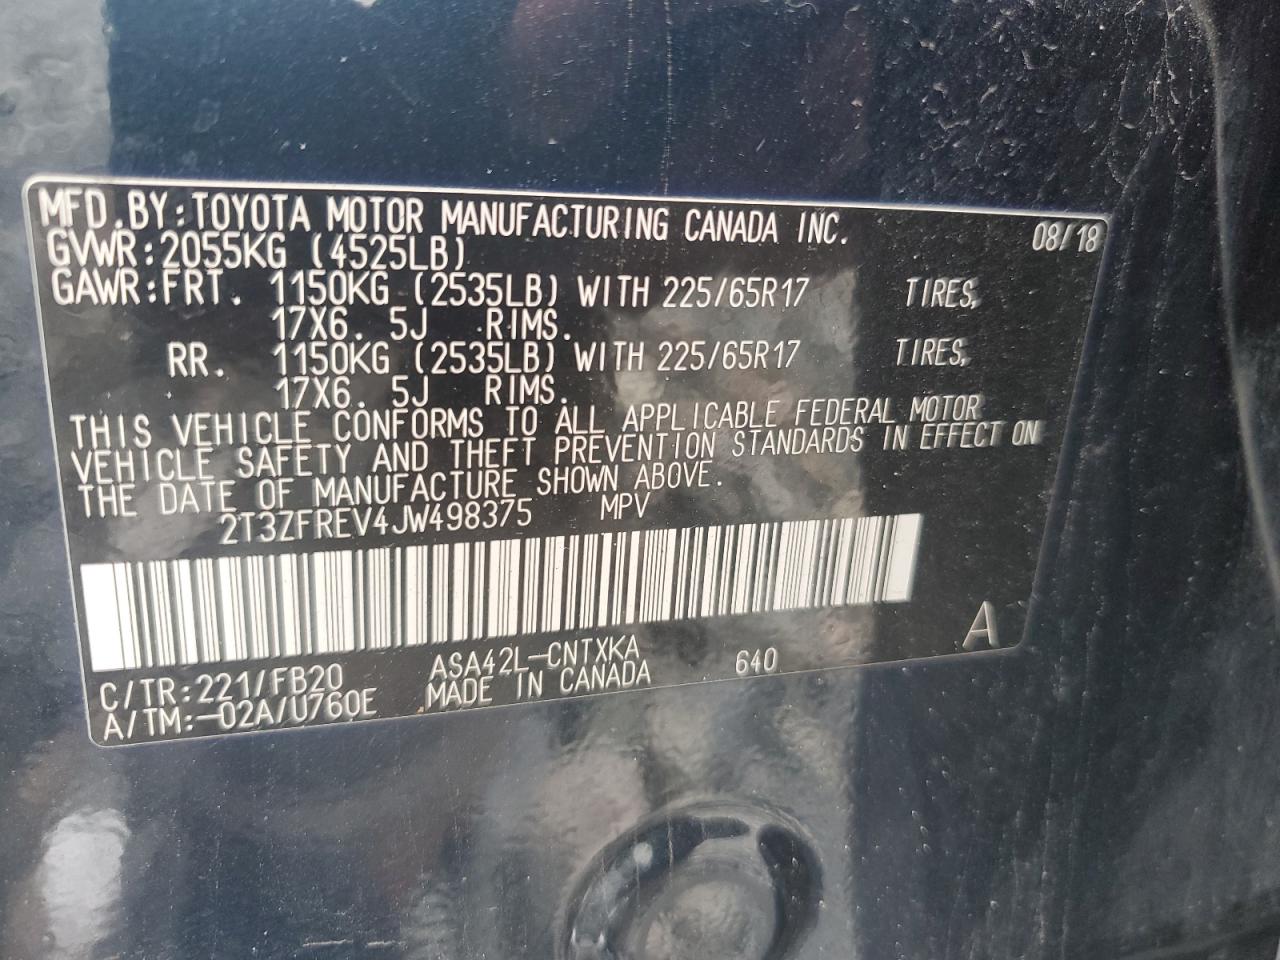 MFD.BY:TOYOTA MOTOR MANUFACTURING CANADA INC. 08/18
GVWR:2055KG (4525LB)
GAWR:FRT. 1150KG (2535LB) WITH 225/65R17 TIRES,
17X6. 5J RIMS.
RR. 1150KG (2535LB) WITH 225/65R17 TIRES,
17X6. 5J RIMS.
THIS VEHICLE CONFORMS TO ALL APPLICABLE FEDERAL MOTOR
VEHICLE SAFETY AND THEFT PREVENTION STANDARDS IN EFFECT ON
THE DATE OF MANUFACTURE SHOWN ABOVE.
2T3ZFREV4JW498375 MPV
A
C/TR:221/FB20 ASA42L-CNTXKA 640
A/TM:-02A/U760E MADE IN CANADA